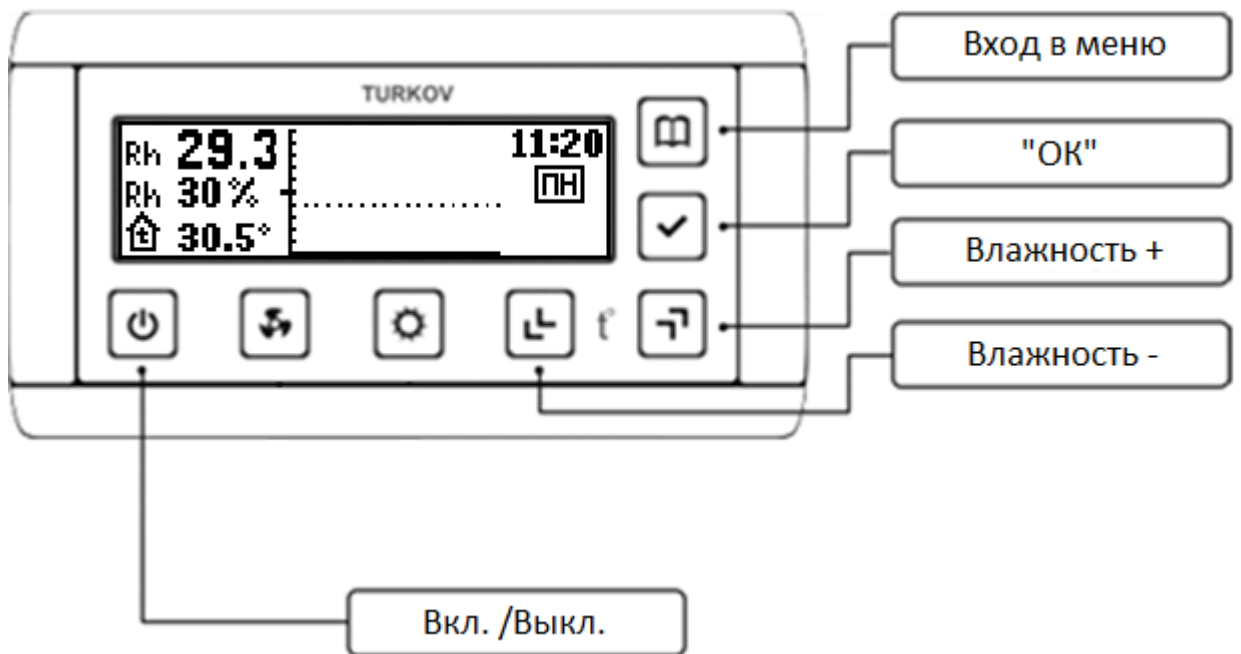 TURKOV
Rh 29.3
11:20
Rh 30%
ПН
t 30.5°
t°
Вход в меню
"ОК"
Влажность +
Влажность -
Вкл. /Выкл.